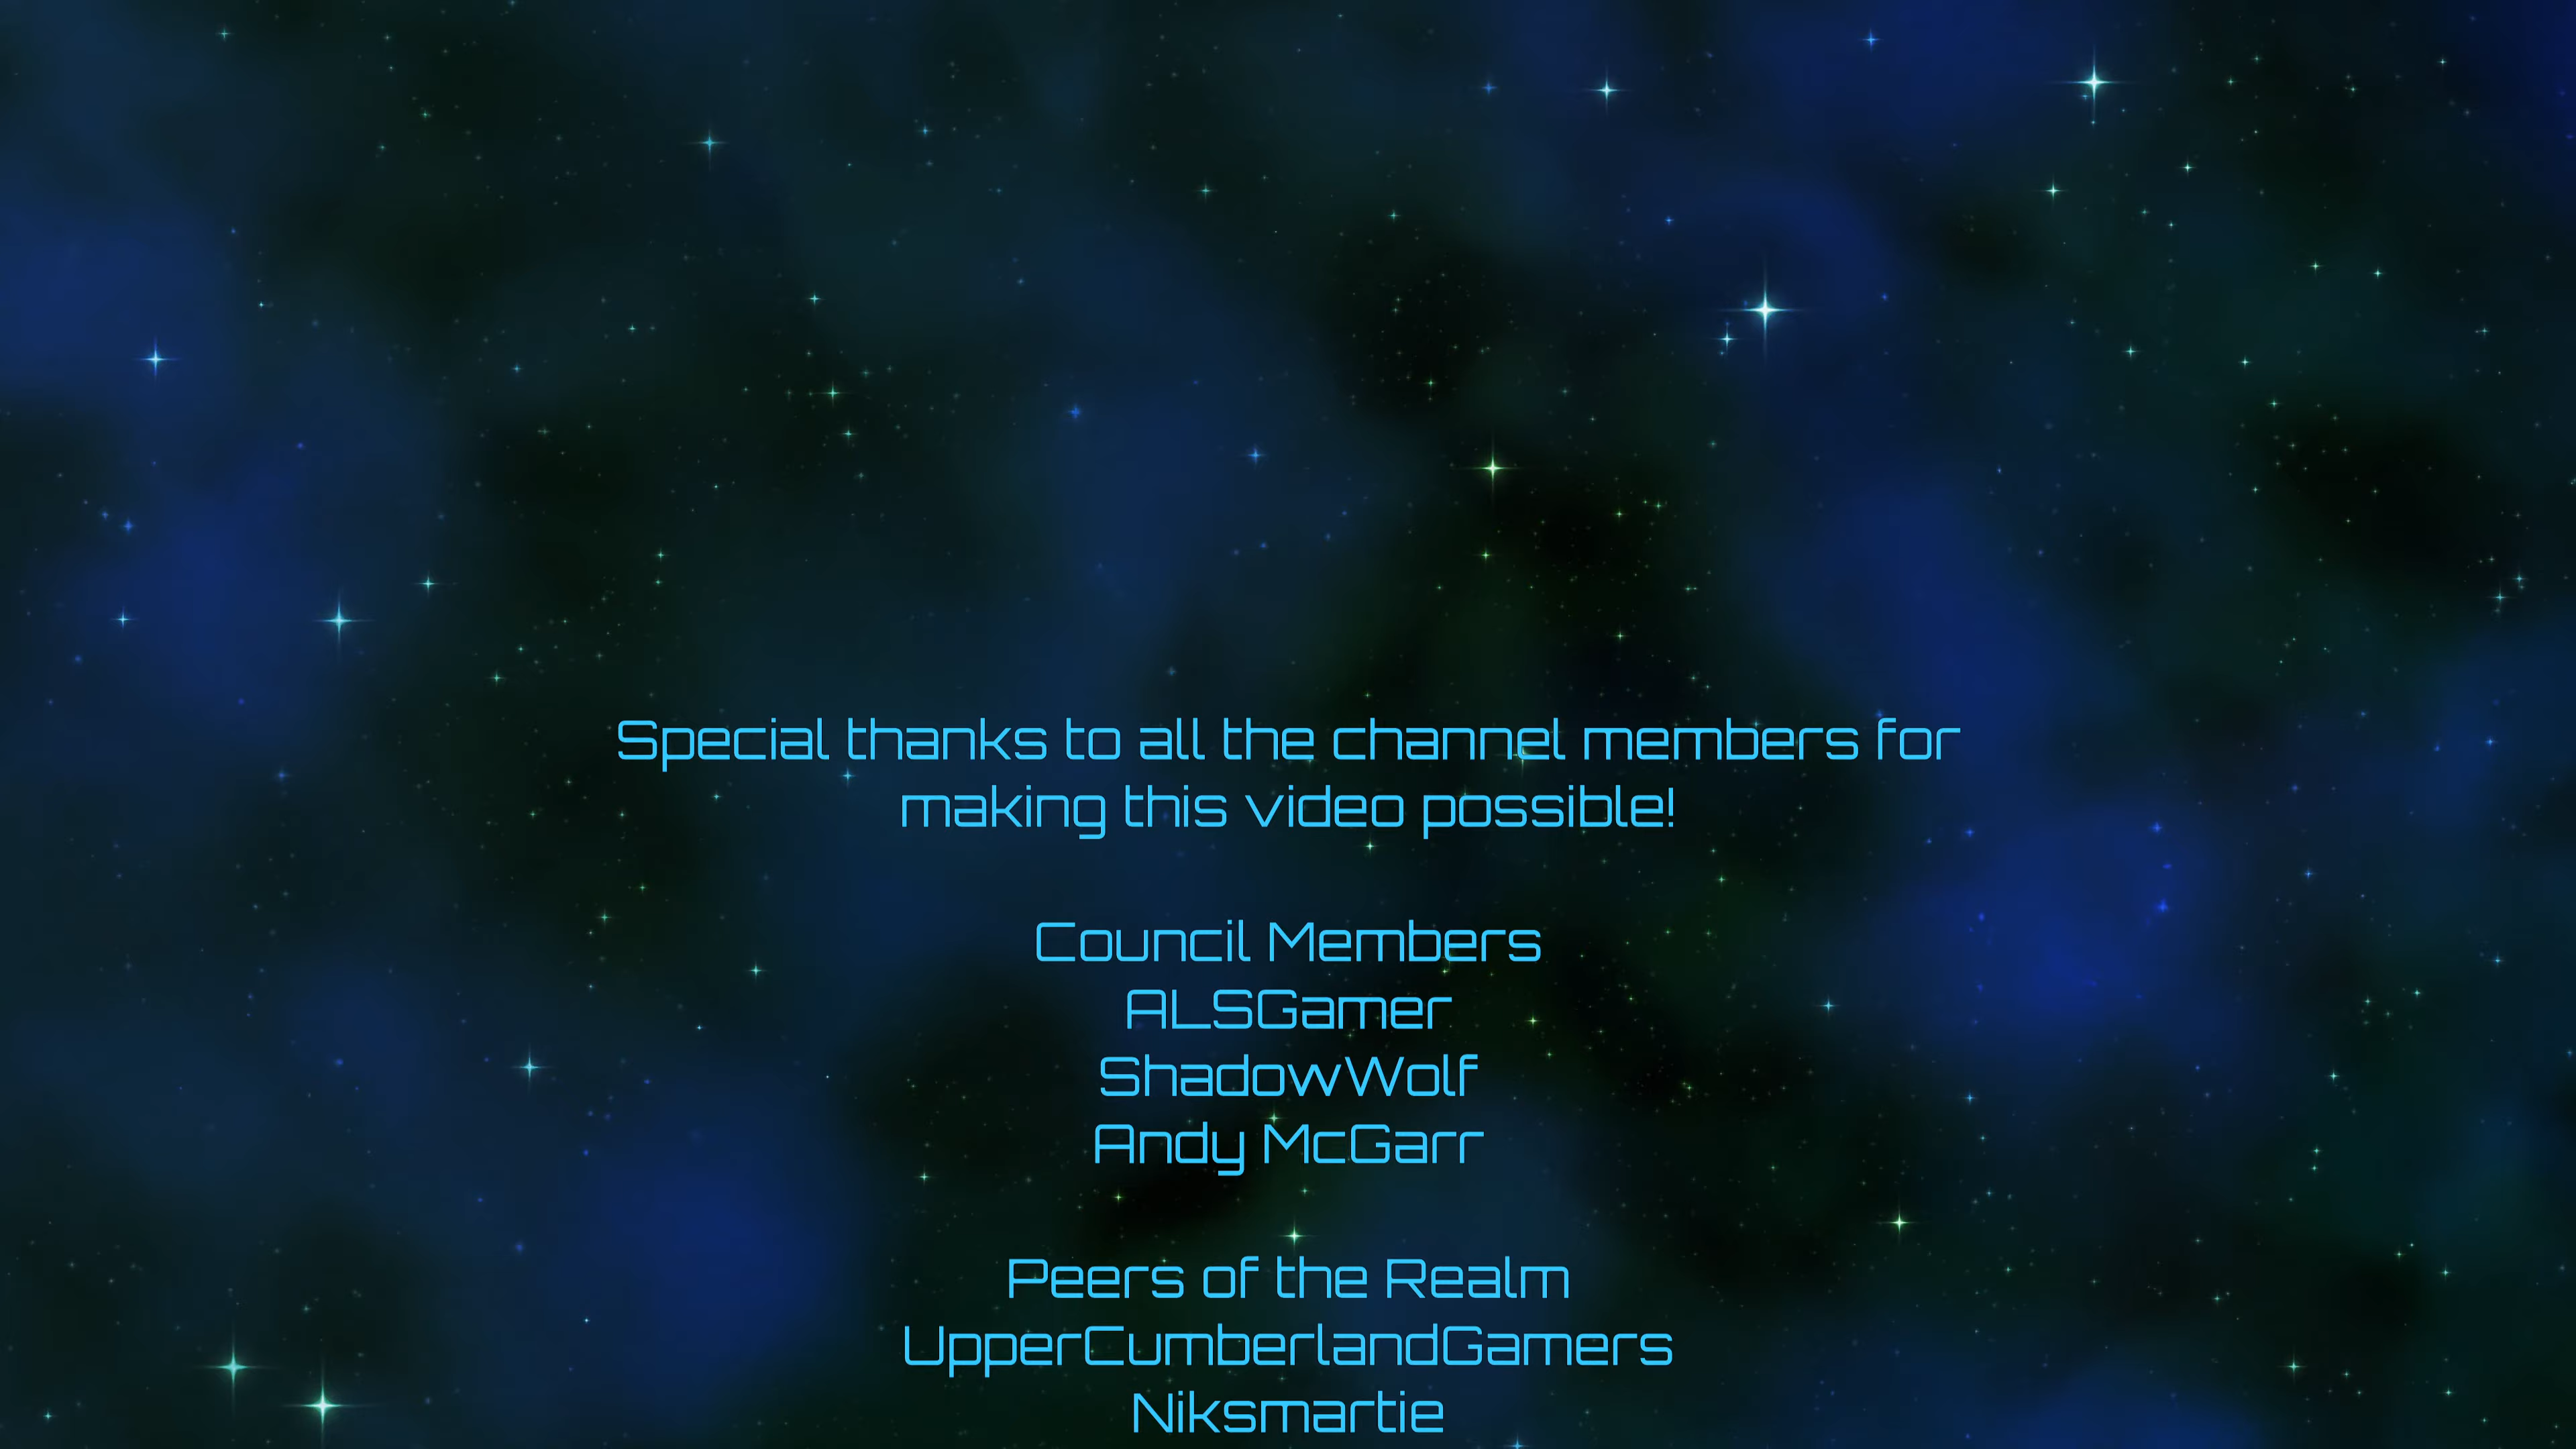 Special thanks to all the channel members for
making this video possible!
Council Members
ALSGamer
ShadowWolf
Andy McGarr
Peers of the Realm
UpperCumberlandGamers
Niksmartie